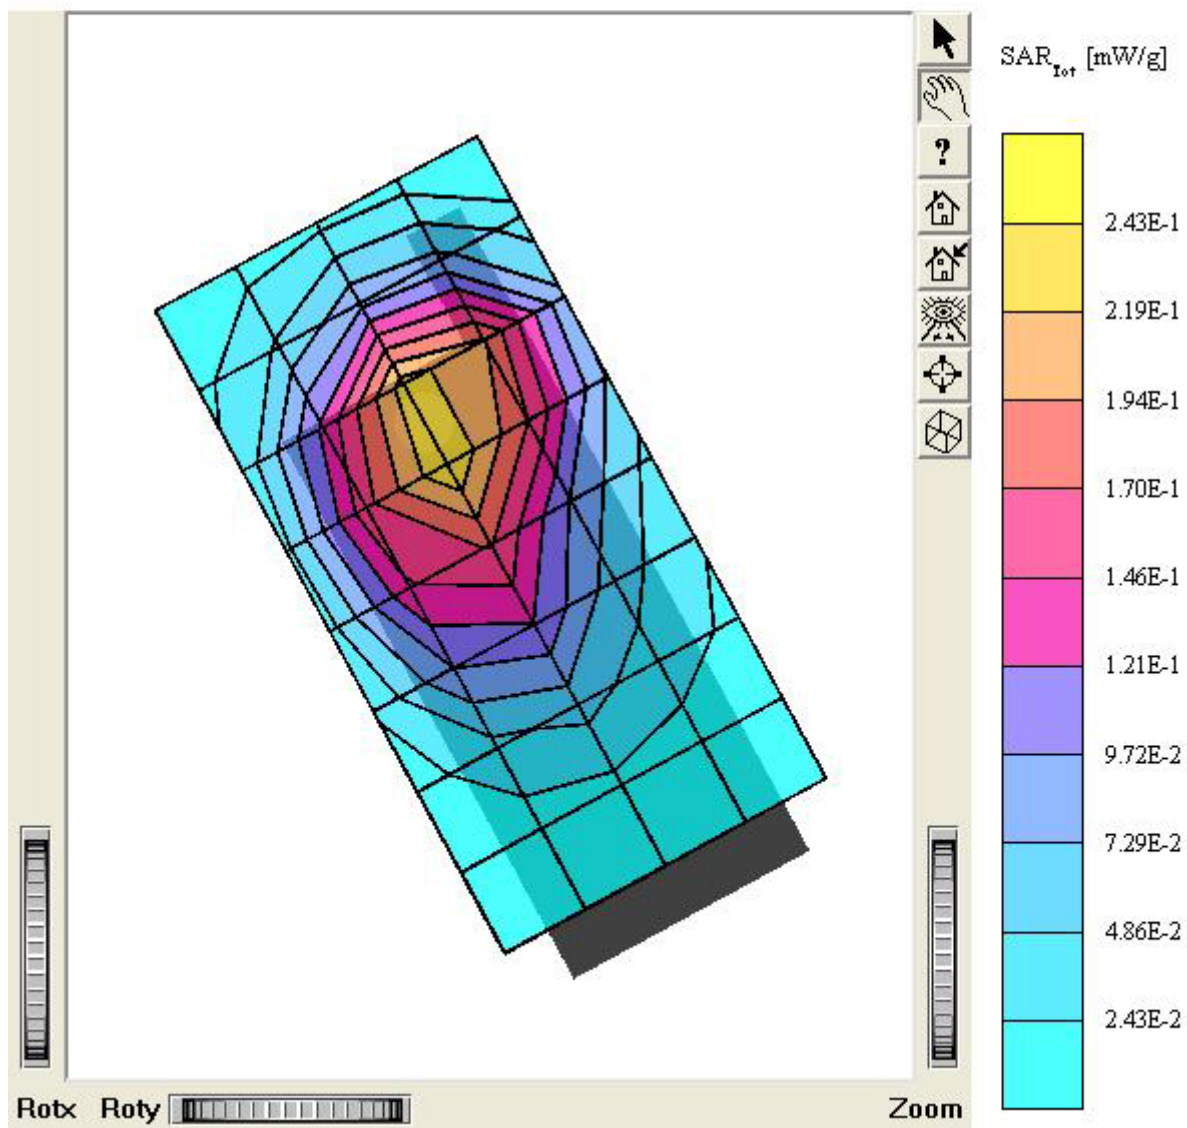 SAR_Tot [mW/g]
?
2.43E-1
2.19E-1
1.94E-1
1.70E-1
1.46E-1
1.21E-1
9.72E-2
7.29E-2
4.86E-2
2.43E-2
Rotx Roty Zoom